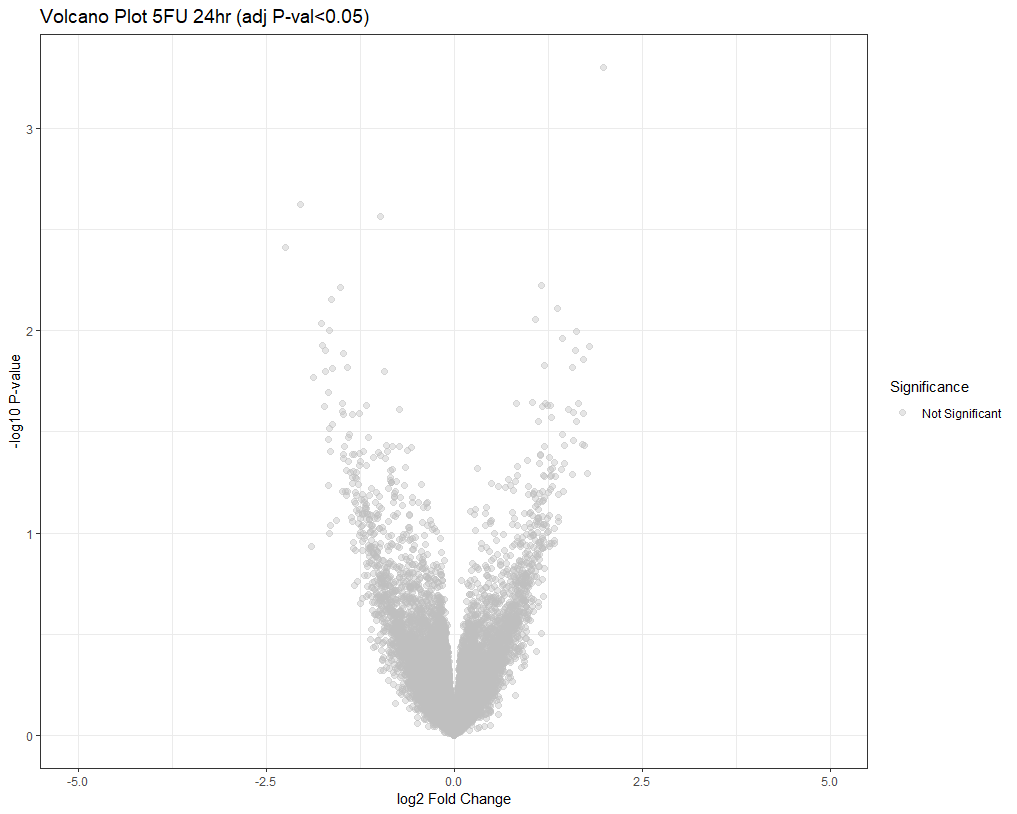 Volcano Plot 5FU 24hr (adj P-val<0.05)
3
2
1
0
-log10 P-value
-5.0
-2.5
0.0
2.5
5.0
log2 Fold Change
Significance
Not Significant